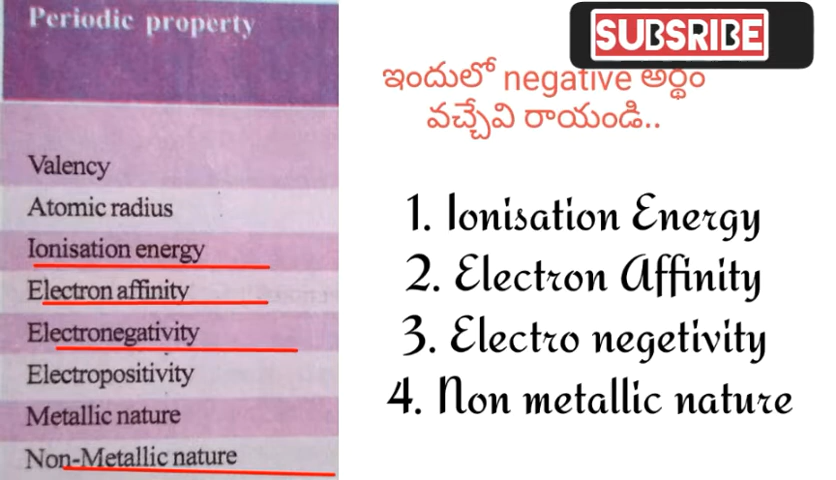 Periodic property
Valency
Atomic radius
Ionisation energy
Electron affinity
Electronegativity
Electropositivity
Metallic nature
Non-Metallic nature
SUBSRIBE
ఇందులో negative అర్థం
వచ్చేవి రాయండి..
1. Ionisation Energy
2. Electron Affinity
3. Electro negetivity
4. Non metallic nature